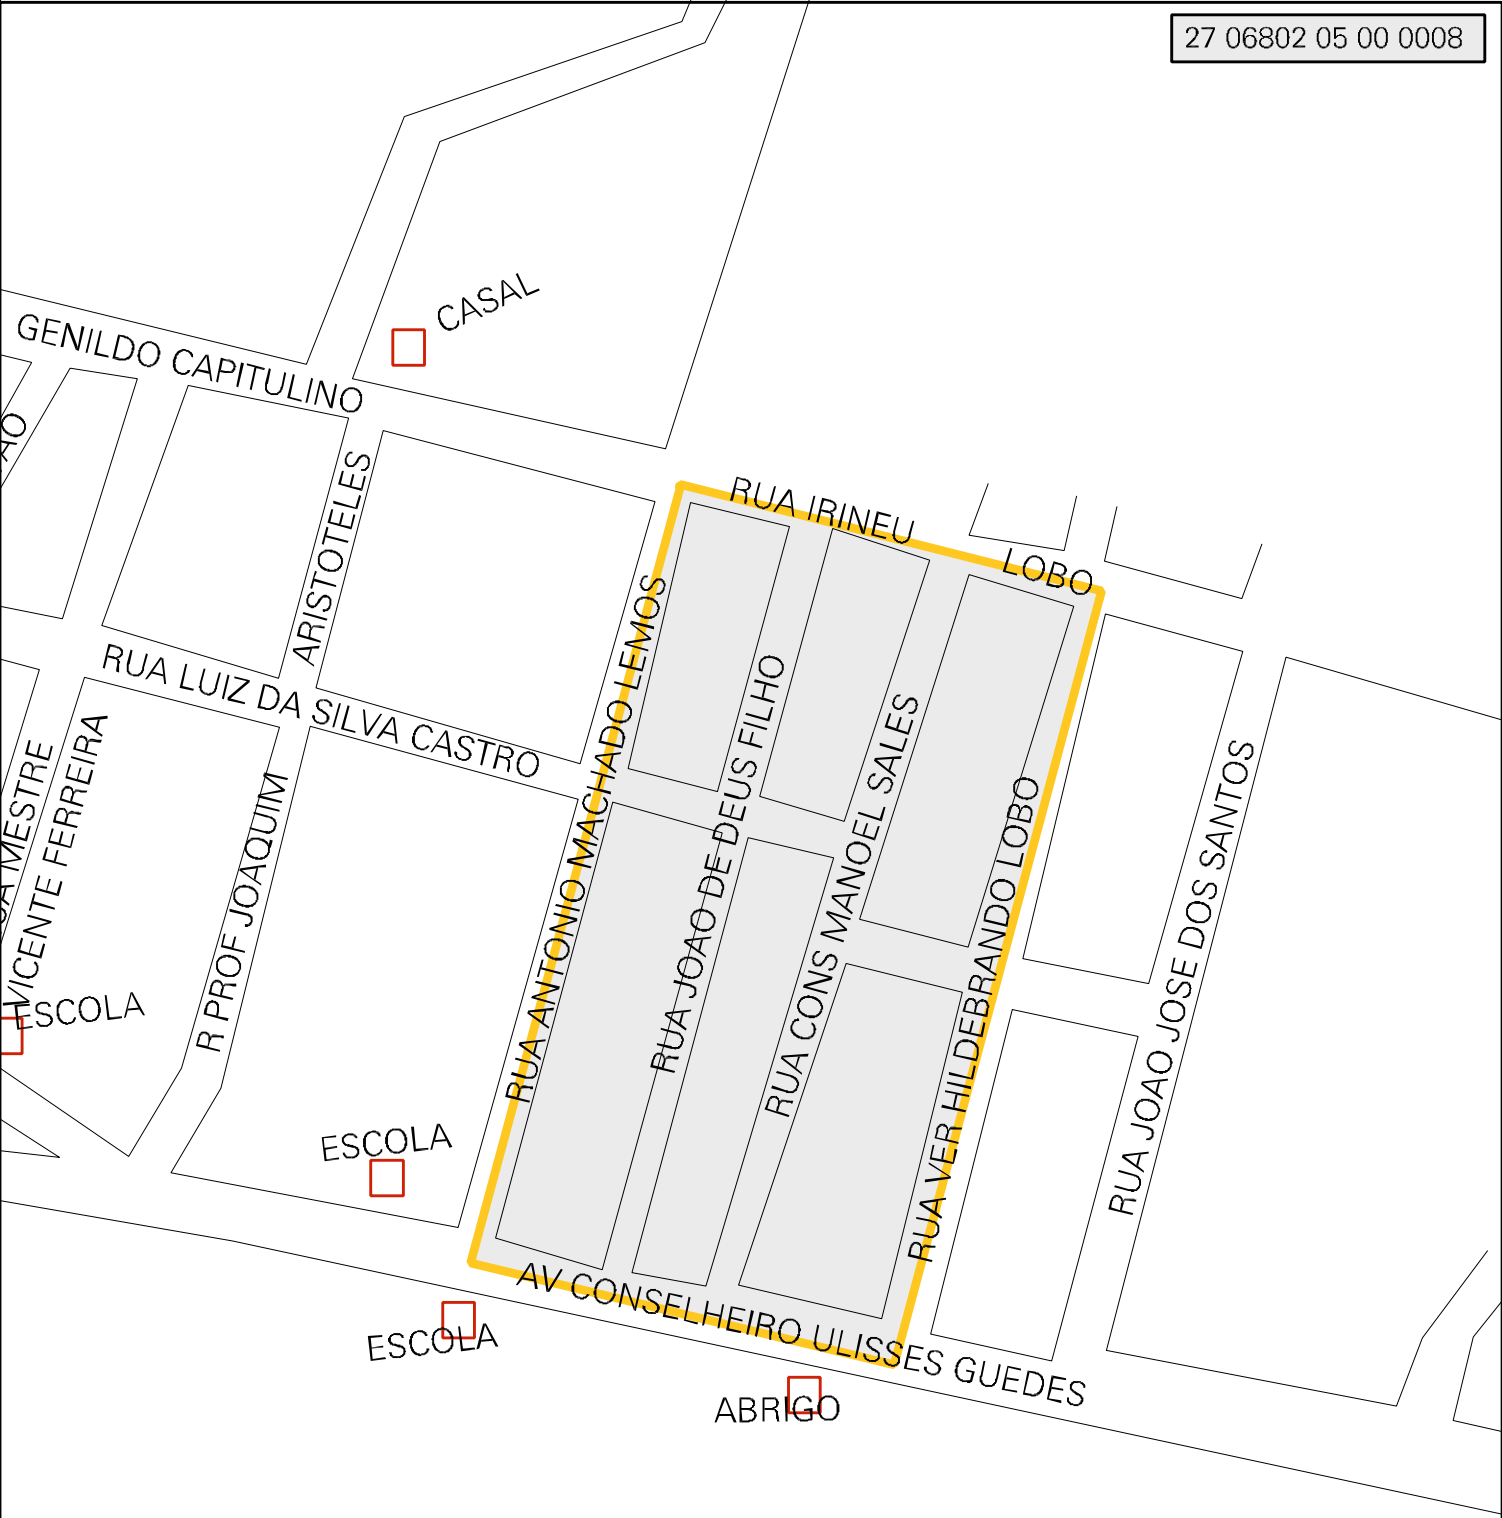 27 06802 05 00 0008
CASAL
GENILDO CAPITULINO
AO
ARISTOTELES
RUA IRINEU
LOBO
RUA LUIZ DA SILVA CASTRO
RUA ANTONIO MACHADO LEMOS
RUA JOAO DE DEUS FILHO
RUA CONS MANOEL SALES
RUA VER HILDEBRANDO LOBO
RUA JOAO JOSE DOS SANTOS
MESTRE
VICENTE FERREIRA
R PROF JOAQUIM
ESCOLA
ESCOLA
AV CONSELHEIRO ULISSES GUEDES
ESCOLA
ABRIGO